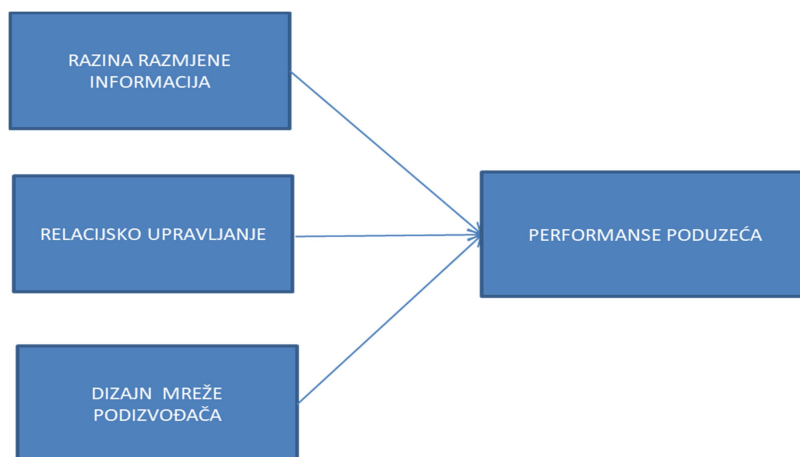 RAZINA RAZMJENE
INFORMACIJA
RELACIJSKO UPRAVLJANJE
PERFORMANSE PODUZEĆA
DIZAJN MREŽE
PODIZVOĐAČA